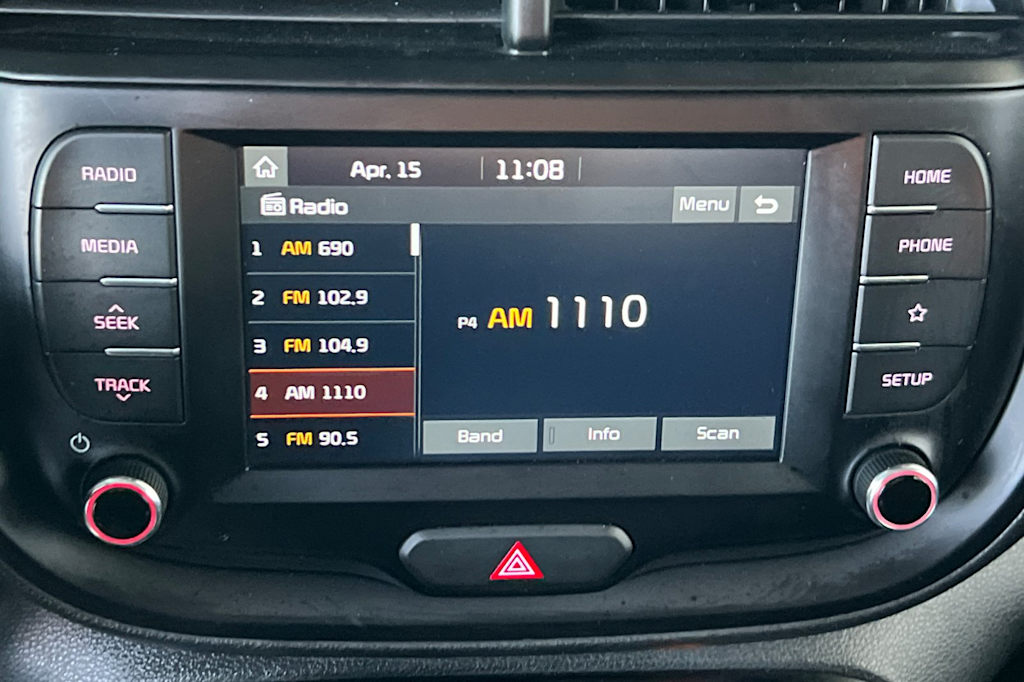 RADIO
MEDIA
SEEK
TRACK
Apr. 15 11:08
Radio
Menu
1 AM 690
2 FM 102.9
3 FM 104.9
4 AM 1110
5 FM 90.5
P4 AM 1110
Band
Info
Scan
HOME
PHONE
SETUP